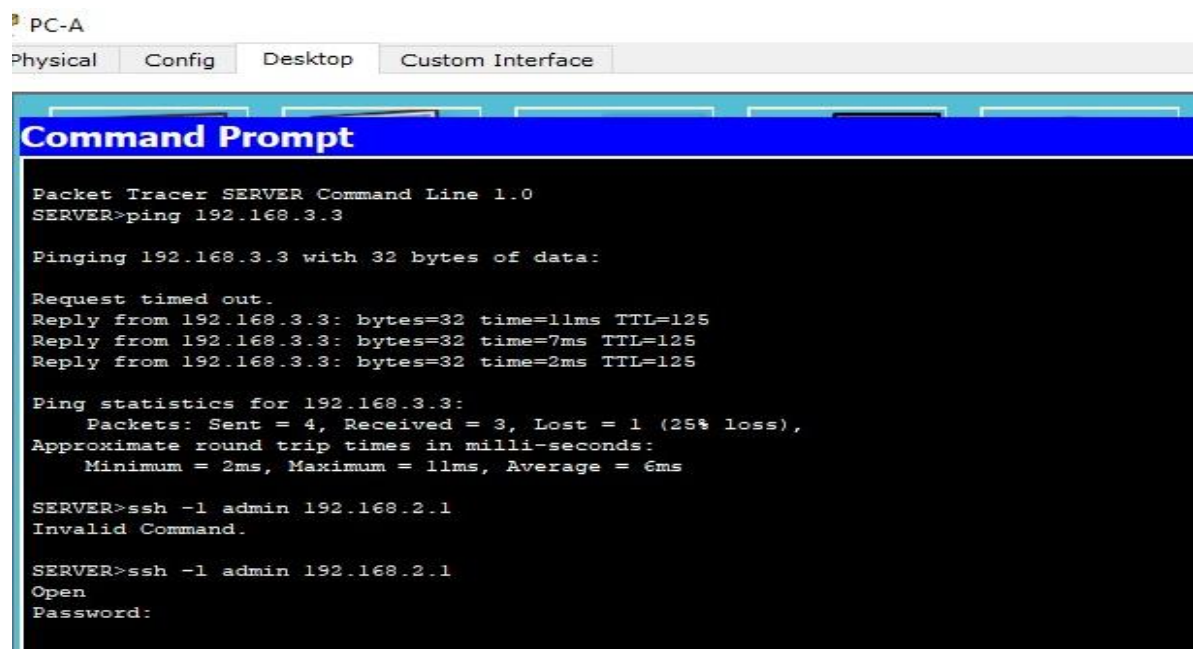 PC-A
Physical Config Desktop Custom Interface
Command Prompt
Packet Tracer SERVER Command Line 1.0
SERVER>ping 192.168.3.3
Pinging 192.168.3.3 with 32 bytes of data:
Request timed out.
Reply from 192.168.3.3: bytes=32 time=11ms TTL=125
Reply from 192.168.3.3: bytes=32 time=7ms TTL=125
Reply from 192.168.3.3: bytes=32 time=2ms TTL=125
Ping statistics for 192.168.3.3:
Packets: Sent = 4, Received = 3, Lost = 1 (25% loss),
Approximate round trip times in milli-seconds:
Minimum = 2ms, Maximum = 11ms, Average = 6ms
SERVER>ssh -1 admin 192.168.2.1
Invalid Command.
SERVER>ssh -l admin 192.168.2.1
Open
Password: